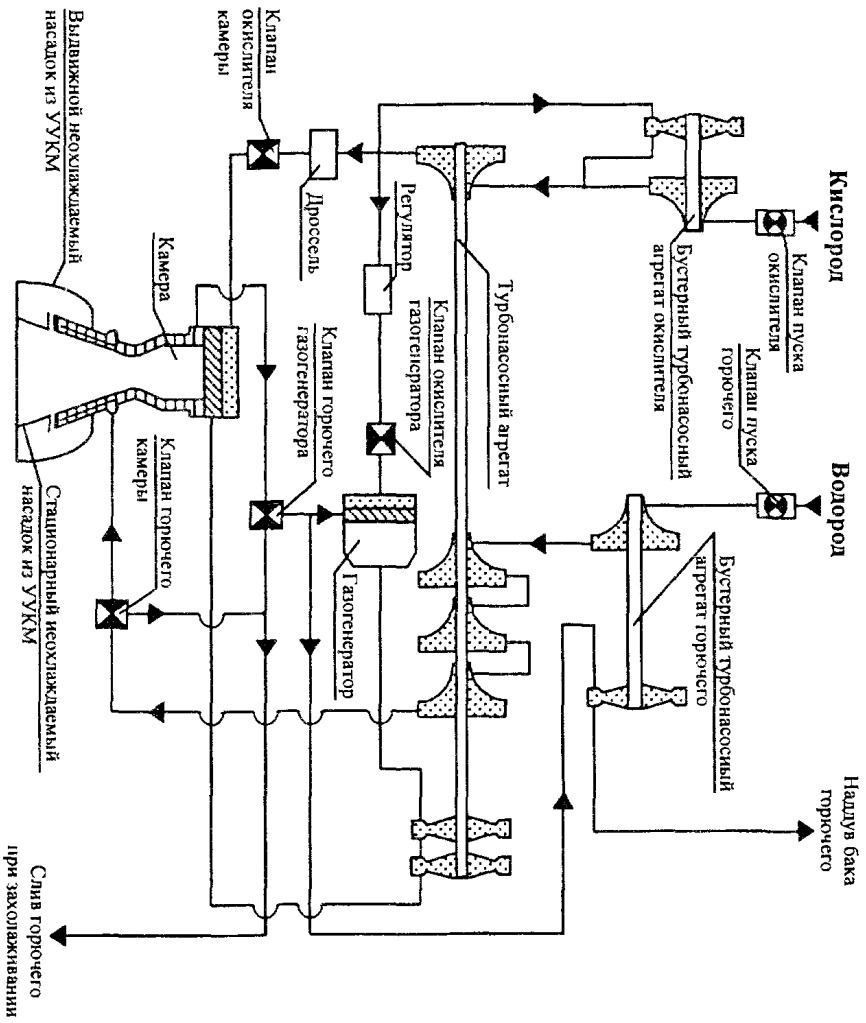 Кислород
Клапан пуска
окислителя
Бустерный турбонасосный
агрегат окислителя
Водород
Клапан пуска
горючего
Бустерный турбонасосный
агрегат горючего
Наддув бака
горючего
Турбонасосный агрегат
Регулятор
Клапан окислителя
газогенератора
Дроссель
Клапан
окислителя
камеры
Клапан горючего
газогенератора
Газогенератор
Камера
Клапан горючего
камеры
Выдвижной неохлаждаемый
насадок из УУКМ
Стационарный неохлаждаемый
насадок из УУКМ
Слив горючего
при захолаживании